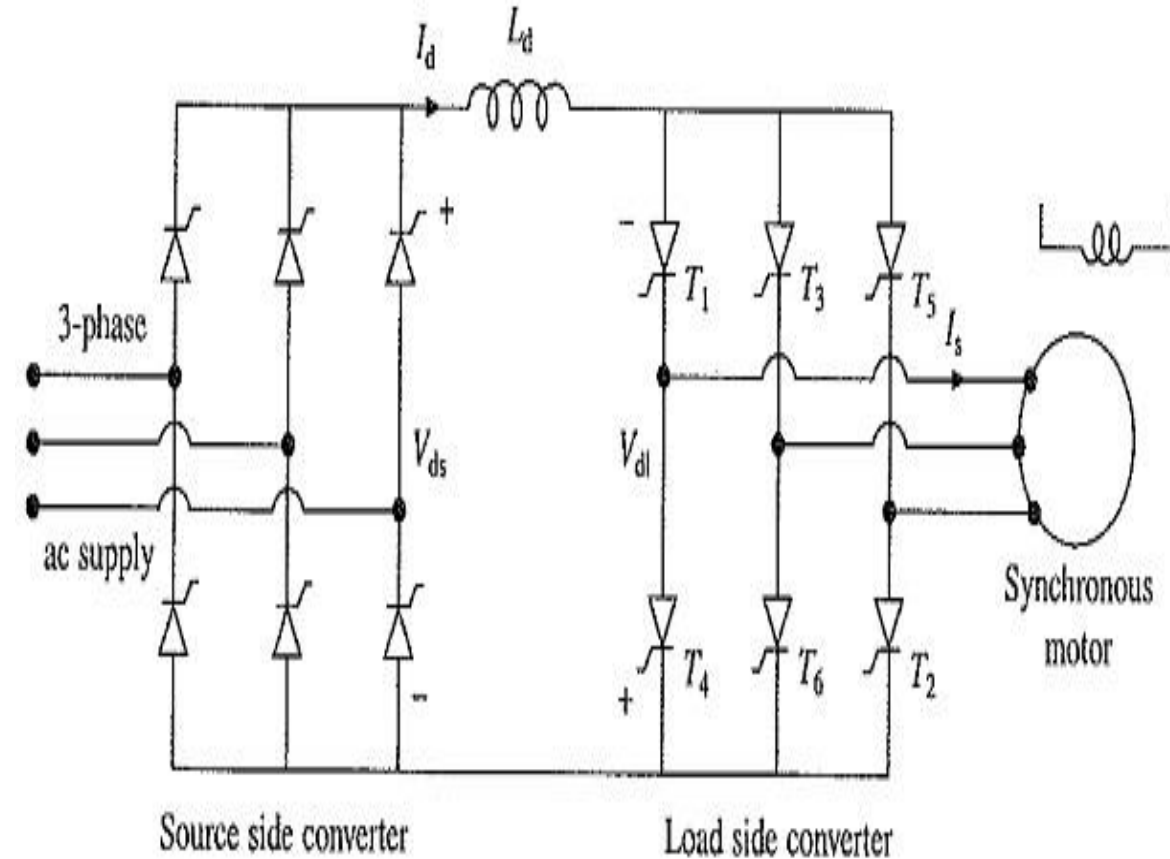 I_d
L_d
+
-
3-phase
T_1
T_3
T_5
I_s
V_ds
V_dl
ac supply
Synchronous
motor
T_4
T_6
T_2
-
+
Source side converter
Load side converter